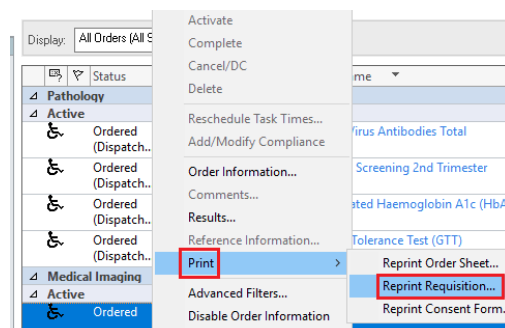 Activate
Display: All Orders (All S
Complete
Cancel/DC
Status
me
Delete
Pathology
Active
Reschedule Task Times...
Ordered
(Dispatch..
Virus Antibodies Total
Add/Modify Compliance
Ordered
(Dispatch..
Order Information...
Screening 2nd Trimester
Comments...
Ordered
(Dispatch..
Results...
ated Haemoglobin A1c (HbA
Ordered
(Dispatch..
Reference Information...
Tolerance Test (GTT)
Print >
Reprint Order Sheet...
Medical Imaging
Reprint Requisition...
Active
Advanced Filters...
Ordered
Disable Order Information
Reprint Consent Form.